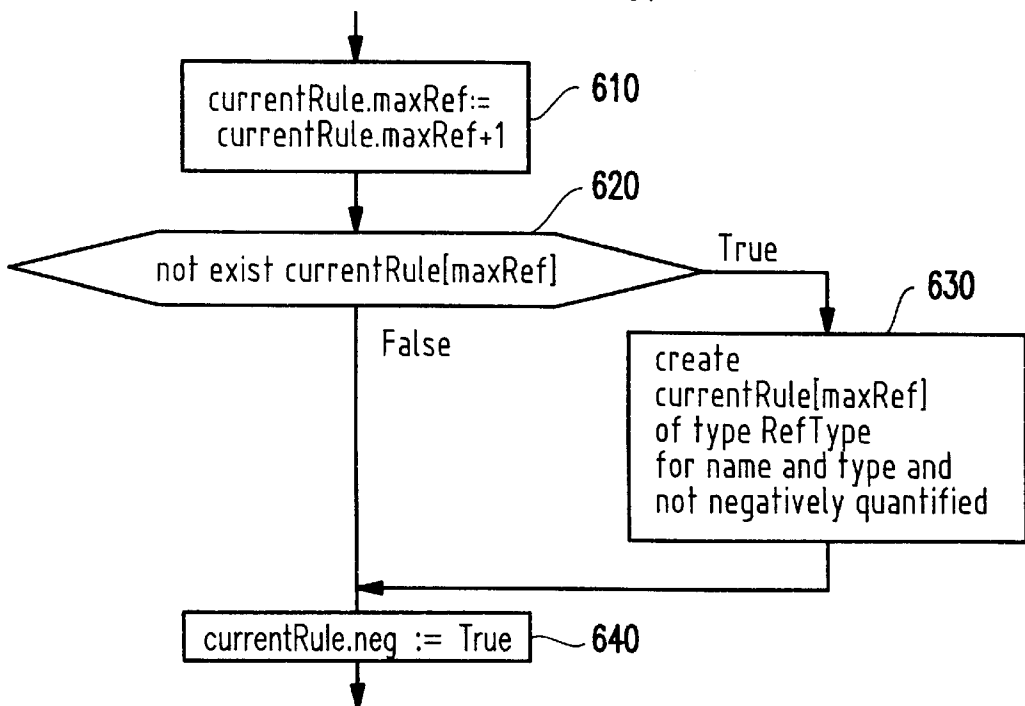 currentRule.maxRef:=
currentRule.maxRef+1
610
620
not exist currentRule[maxRef]
True
630
False
create
currentRule[maxRef]
of type RefType
for name and type and
not negatively quantified
currentRule.neg := True
640